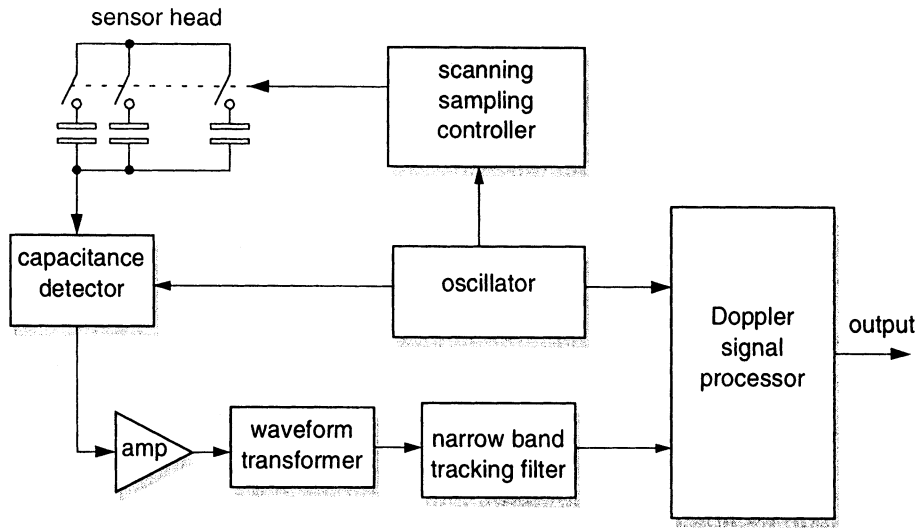 sensor head
scanning
sampling
controller
capacitance
detector
oscillator
Doppler
signal
processor
output
amp
waveform
transformer
narrow band
tracking filter